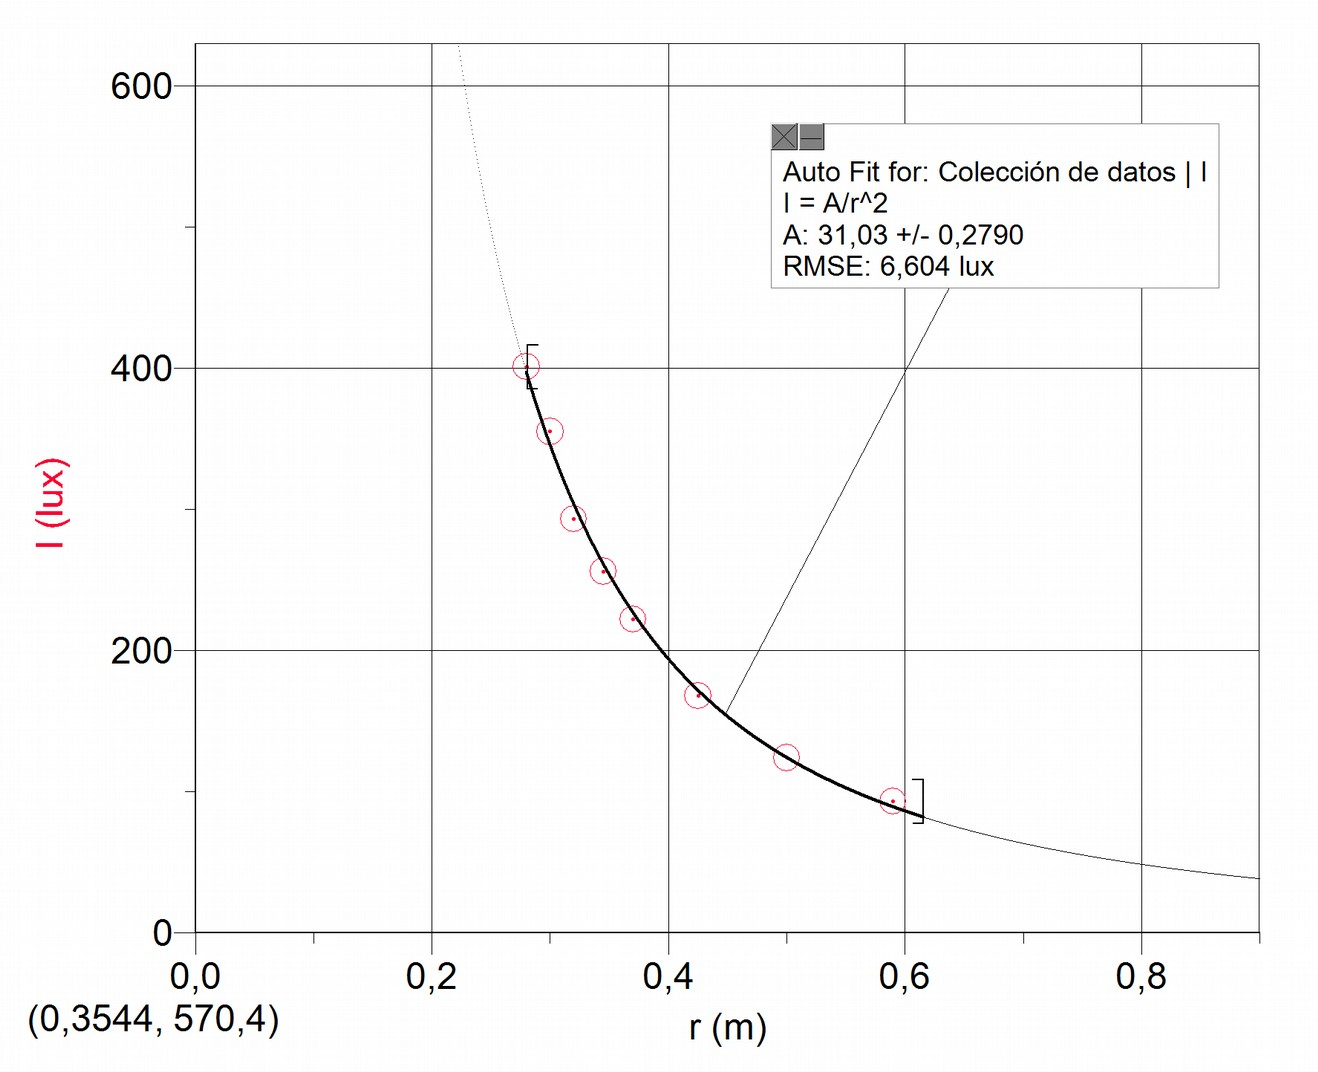 600
400
200
0
I (lux)
Auto Fit for: Colección de datos | I
I = A/r^2
A: 31,03 +/- 0,2790
RMSE: 6,604 lux
0,0
0,2
0,4
0,6
0,8
(0,3544, 570,4)
r (m)